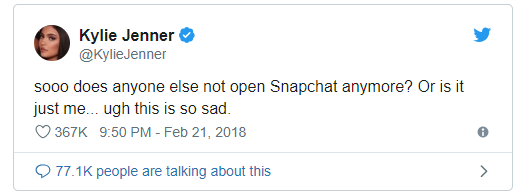 Kylie Jenner
@KylieJenner
sooo does anyone else not open Snapchat anymore? Or is it
just me... ugh this is so sad.
367K 9:50 PM - Feb 21, 2018
77.1K people are talking about this